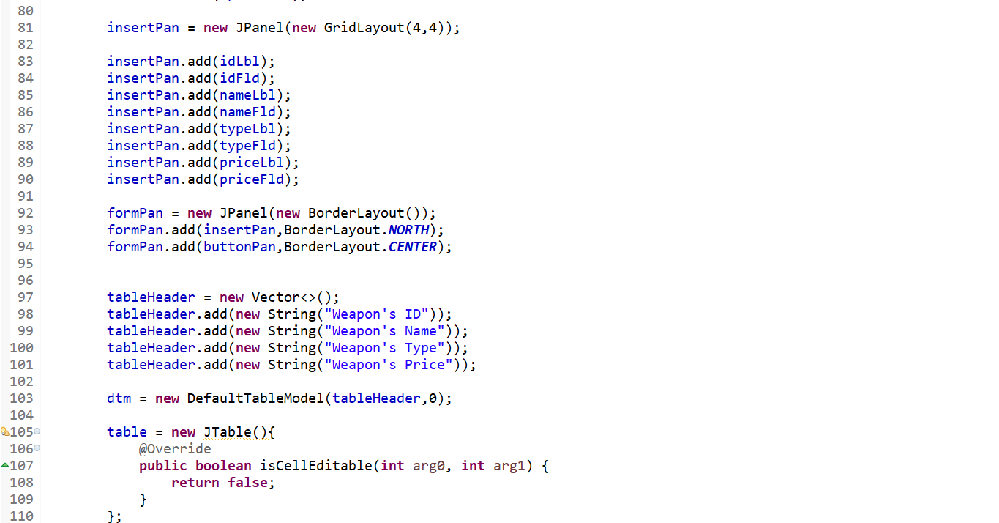 80
81 insertPan = new JPanel(new GridLayout(4,4));
82
83 insertPan.add(idLbl);
84 insertPan.add(idFld);
85 insertPan.add(nameLbl);
86 insertPan.add(nameFld);
87 insertPan.add(typeLbl);
88 insertPan.add(typeFld);
89 insertPan.add(priceLbl);
90 insertPan.add(priceFld);
91
92 formPan = new JPanel(new BorderLayout());
93 formPan.add(insertPan,BorderLayout.NORTH);
94 formPan.add(buttonPan,BorderLayout.CENTER);
95
96
97 tableHeader = new Vector<>();
98 tableHeader.add(new String("Weapon's ID"));
99 tableHeader.add(new String("Weapon's Name"));
100 tableHeader.add(new String("Weapon's Type"));
101 tableHeader.add(new String("Weapon's Price"));
102
103 dtm = new DefaultTableModel(tableHeader,0);
104
105 table = new JTable(){
106 @Override
107 public boolean isCellEditable(int arg0, int arg1) {
108 return false;
109 }
110 };